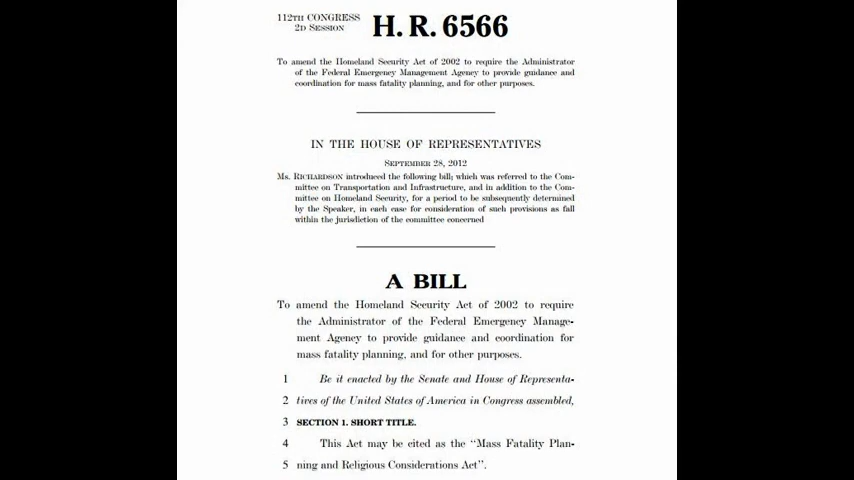 112TH CONGRESS
2D SESSION
H. R. 6566
To amend the Homeland Security Act of 2002 to require the Administrator
of the Federal Emergency Management Agency to provide guidance and
coordination for mass fatality planning, and for other purposes.
IN THE HOUSE OF REPRESENTATIVES
SEPTEMBER 28, 2012
Ms. RICHARDSON introduced the following bill; which was referred to the Com-
mittee on Transportation and Infrastructure, and in addition to the Com-
mittee on Homeland Security, for a period to be subsequently determined
by the Speaker, in each case for consideration of such provisions as fall
within the jurisdiction of the committee concerned
A BILL
To amend the Homeland Security Act of 2002 to require
the Administrator of the Federal Emergency Manage-
ment Agency to provide guidance and coordination for
mass fatality planning, and for other purposes.
1 Be it enacted by the Senate and House of Representa-
2 tives of the United States of America in Congress assembled,
3 SECTION 1. SHORT TITLE.
4 This Act may be cited as the ‘‘Mass Fatality Plan-
5 ning and Religious Considerations Act’’.